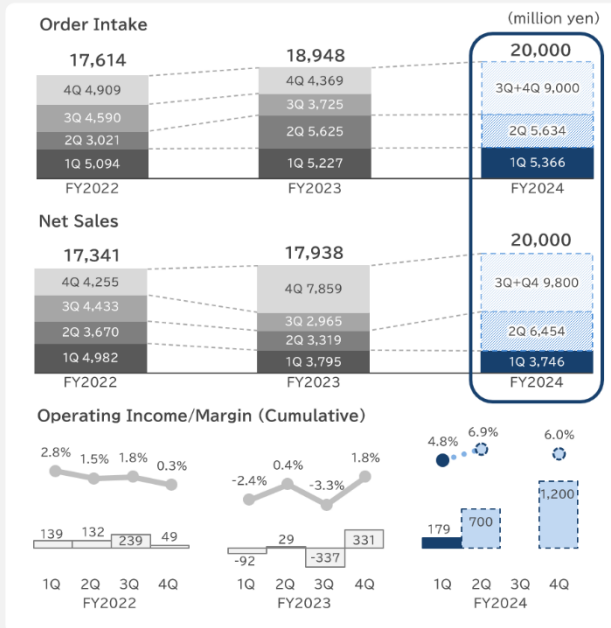 Order Intake
(million yen)
17,614
18,948
20,000
4Q 4,909
4Q 4,369
3Q+4Q 9,000
3Q 4,590
3Q 3,725
2Q 3,021
2Q 5,625
2Q 5,634
1Q 5,094
1Q 5,227
1Q 5,366
FY2022
FY2023
FY2024
Net Sales
17,341
17,938
20,000
4Q 4,255
4Q 7,859
3Q+Q4 9,800
3Q 4,433
3Q 2,965
2Q 3,670
2Q 3,319
2Q 6,454
1Q 4,982
1Q 3,795
1Q 3,746
FY2022
FY2023
FY2024
Operating Income/Margin (Cumulative)
2.8%
1.5%
1.8%
0.3%
-2.4%
0.4%
-3.3%
1.8%
4.8%
6.9%
6.0%
139
132
239
49
-92
29
-337
331
179
700
1,200
1Q 2Q 3Q 4Q
1Q 2Q 3Q 4Q
1Q 2Q 3Q 4Q
FY2022
FY2023
FY2024